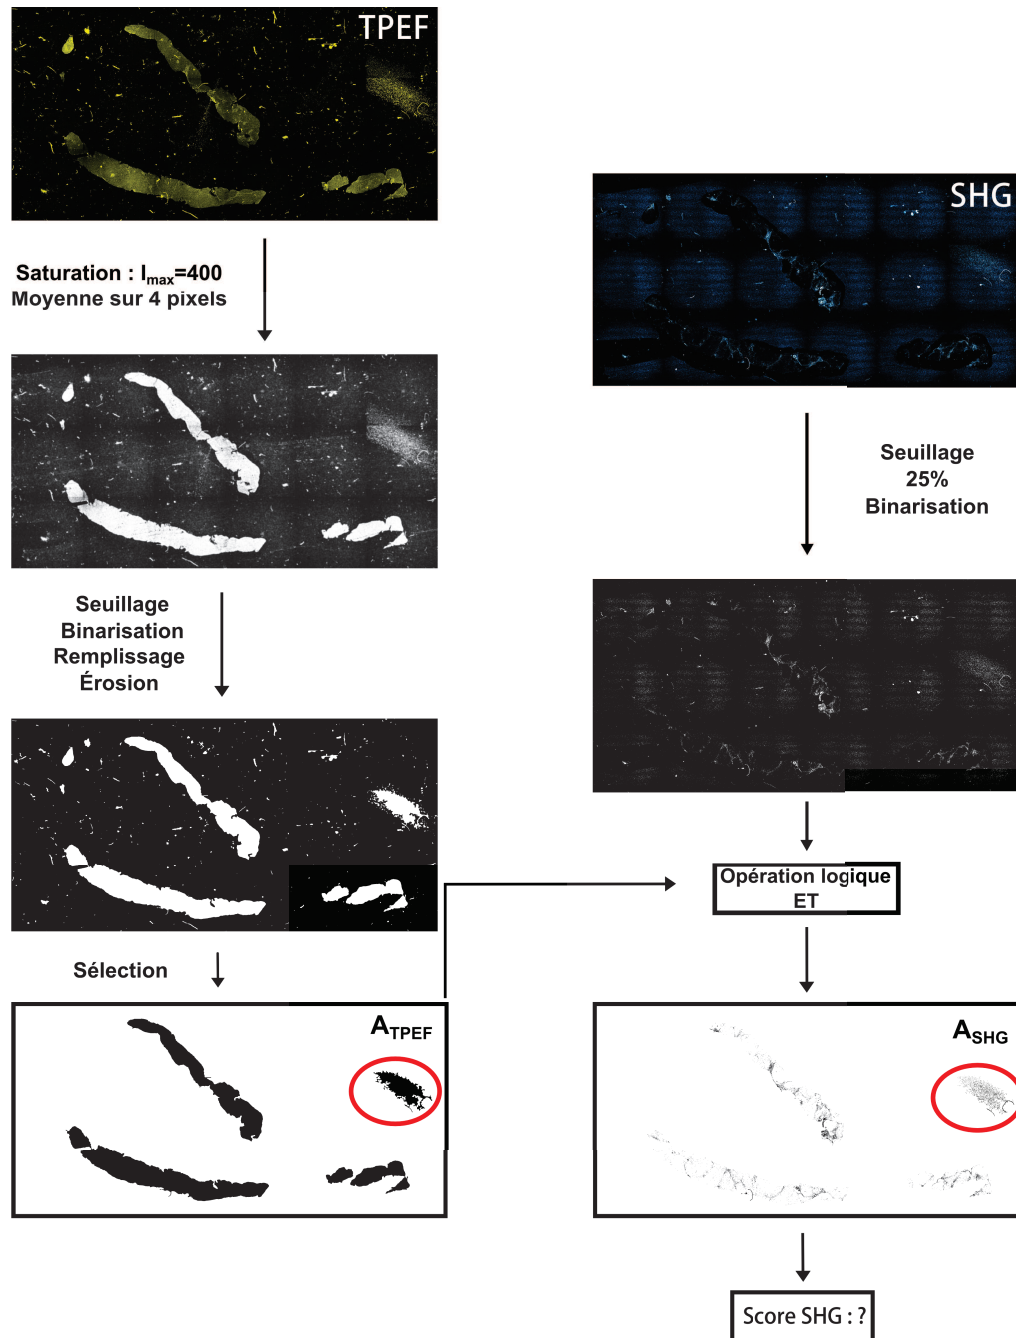 TPEF
Saturation : Imax=400
Moyenne sur 4 pixels
Seuillage
Binarisation
Remplissage
Érosion
Sélection
ATPEF
SHG
Seuillage
25%
Binarisation
Opération logique
ET
ASHG
Score SHG : ?